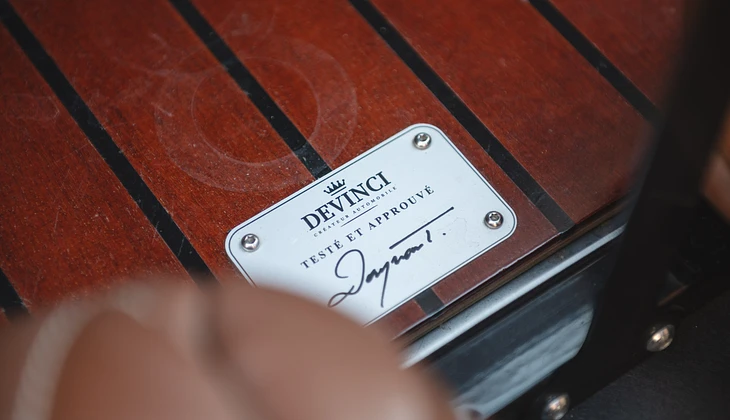 DEVINCI
CRÉATEUR AUTOMOBILE
TESTÉ ET APPROUVÉ